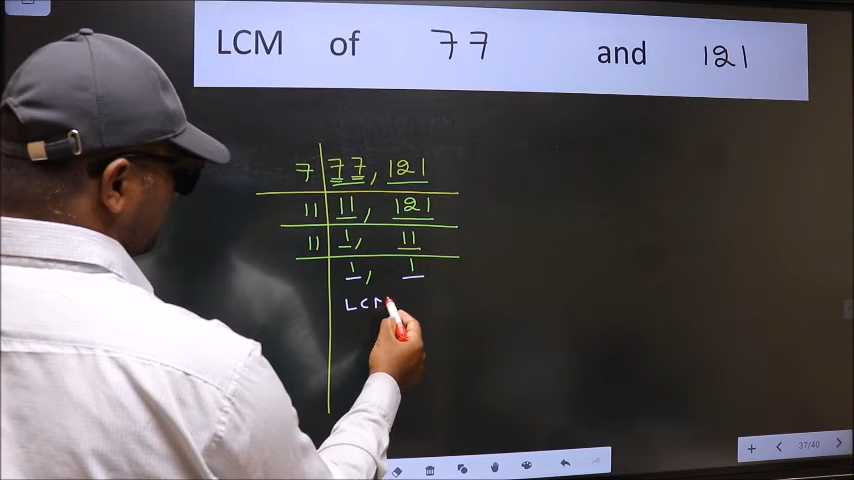 LCM of 77 and 121
7 77, 121
11 11, 121
11 1, 11
1, 1
LCM
37/40